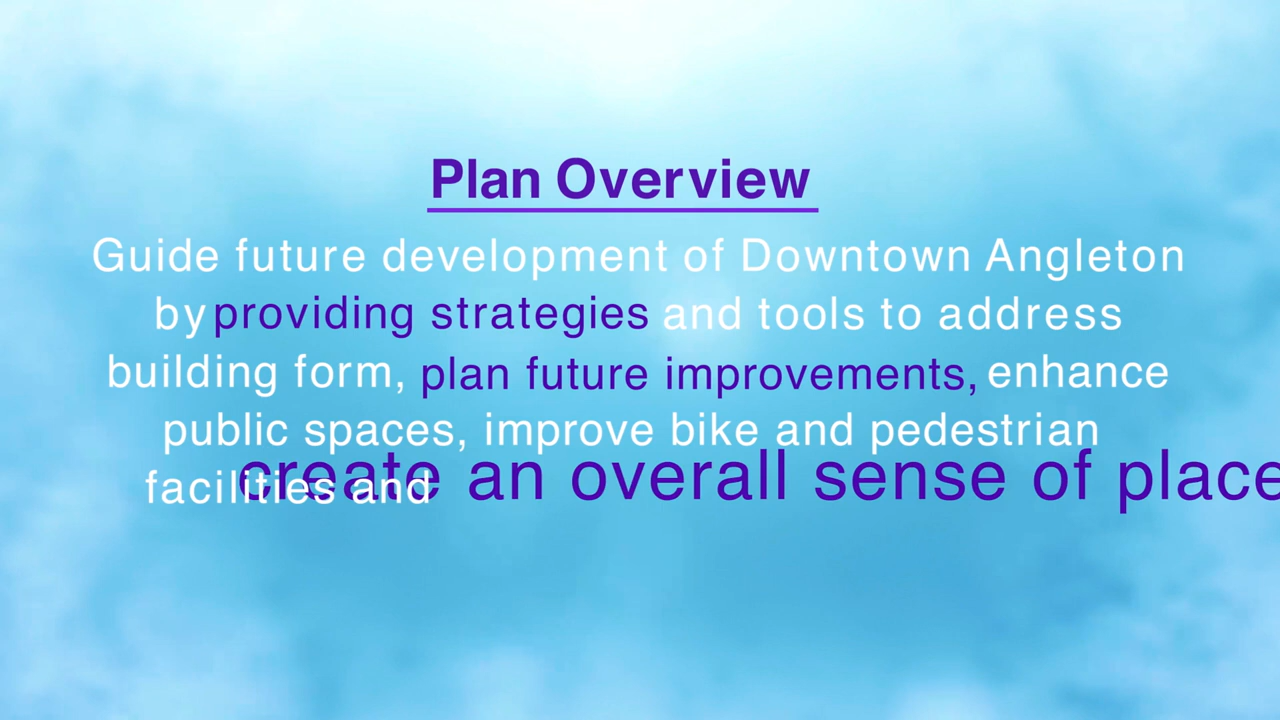 Plan Overview
Guide future development of Downtown Angleton
by providing strategies and tools to address
building form, plan future improvements, enhance
public spaces, improve bike and pedestrian
facilities and create an overall sense of place